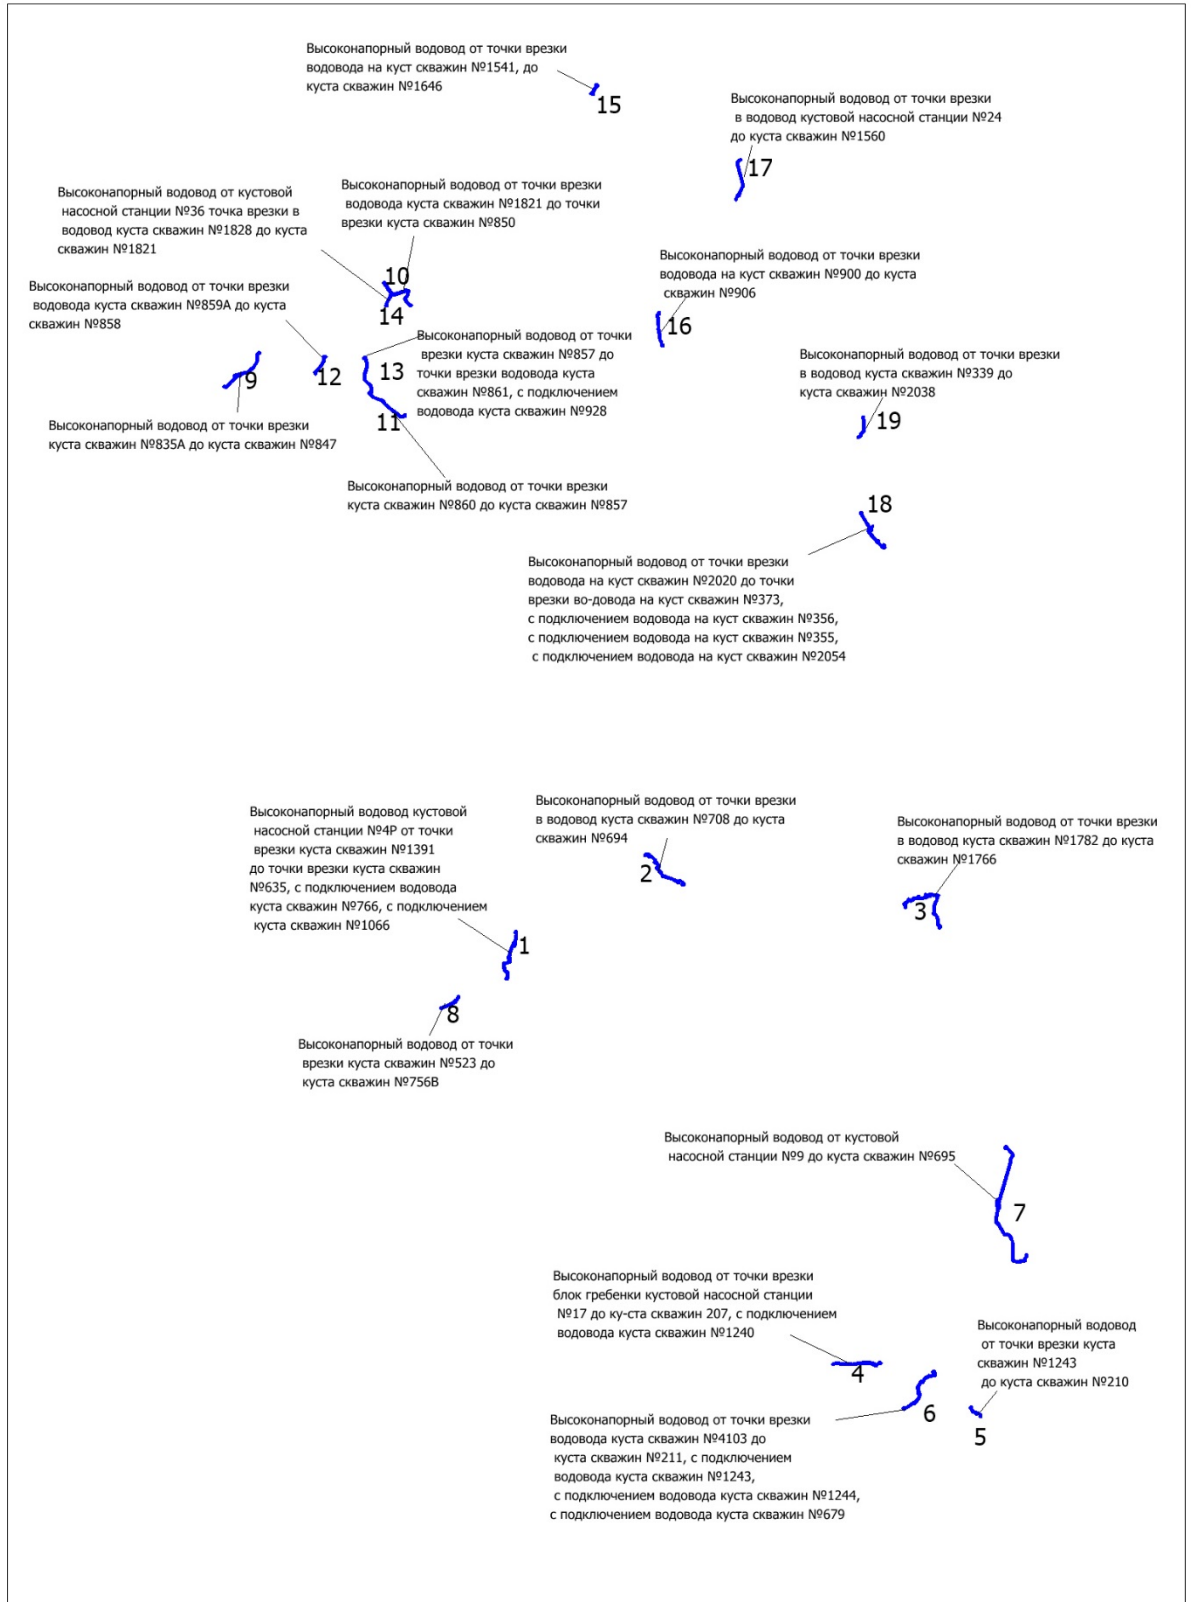 Высоконапорный водовод от точки врезки
водовода на куст скважин №1541, до
куста скважин №1646
15
Высоконапорный водовод от точки врезки
в водовод кустовой насосной станции №24
до куста скважин №1560
17
Высоконапорный водовод от кустовой
насосной станции №36 точка врезки в
водовод куста скважин №1828 до куста
скважин №1821
Высоконапорный водовод от точки врезки
водовода куста скважин №1821 до точки
врезки куста скважин №850
10
14
Высоконапорный водовод от точки врезки
водовода на куст скважин №900 до куста
скважин №906
16
Высоконапорный водовод от точки врезки
водовода куста скважин №859А до куста
скважин №858
12
9
Высоконапорный водовод от точки
врезки куста скважин №857 до
точки врезки водовода куста
скважин №861, с подключением
водовода куста скважин №928
13
11
Высоконапорный водовод от точки врезки
в водовод куста скважин №339 до
куста скважин №2038
19
Высоконапорный водовод от точки врезки
куста скважин №835А до куста скважин №847
Высоконапорный водовод от точки врезки
куста скважин №860 до куста скважин №857
18
Высоконапорный водовод от точки врезки
водовода на куст скважин №2020 до точки
врезки во-довода на куст скважин №373,
с подключением водовода на куст скважин №356,
с подключением водовода на куст скважин №355,
с подключением водовода на куст скважин №2054
Высоконапорный водовод кустовой
насосной станции №4Р от точки
врезки куста скважин №1391
до точки врезки куста скважин
№635, с подключением водовода
куста скважин №766, с подключением
куста скважин №1066
1
Высоконапорный водовод от точки врезки
в водовод куста скважин №708 до куста
скважин №694
2
Высоконапорный водовод от точки врезки
в водовод куста скважин №1782 до куста
скважин №1766
3
8
Высоконапорный водовод от точки
врезки куста скважин №523 до
куста скважин №756В
Высоконапорный водовод от кустовой
насосной станции №9 до куста скважин №695
7
Высоконапорный водовод от точки врезки
блок гребенки кустовой насосной станции
№17 до ку-ста скважин 207, с подключением
водовода куста скважин №1240
4
Высоконапорный водовод
от точки врезки куста
скважин №1243
до куста скважин №210
5
6
Высоконапорный водовод от точки врезки
водовода куста скважин №4103 до
куста скважин №211, с подключением
водовода куста скважин №1243,
с подключением водовода куста скважин №1244,
с подключением водовода куста скважин №679